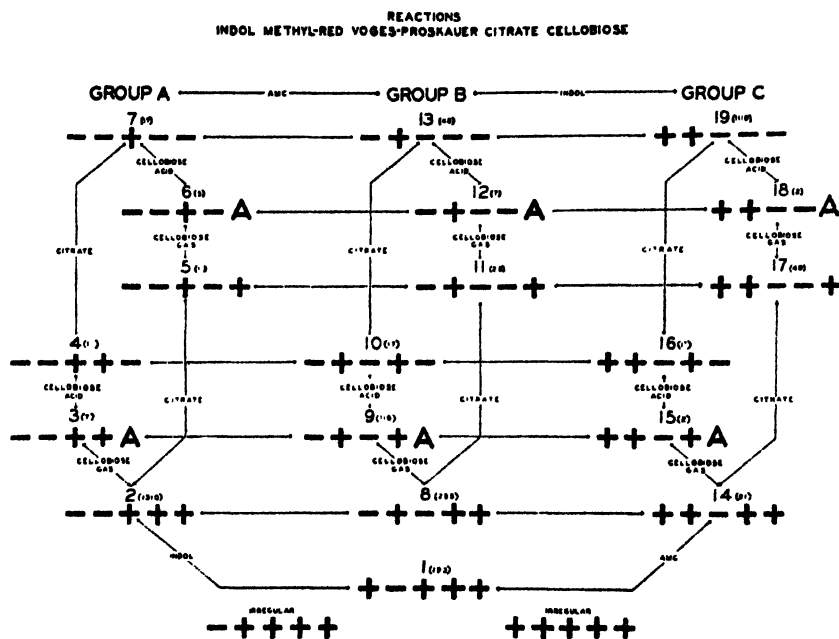 REACTIONS
INDOL METHYL-RED VOGES-PROSKAUER CITRATE CELLOBIOSE
GROUP A AMC GROUP B INDOL GROUP C
7 13 19
− − + − − − + − − − + + − − −
CELLOBIOSE ACID CELLOBIOSE ACID CELLOBIOSE ACID
6 12 18
− − + − A − + − − A + + − − A
CITRATE CELLOBIOSE GAS CITRATE CELLOBIOSE GAS CITRATE CELLOBIOSE GAS
5 11 17
− − + − + − + − − + + + − − +
4 10 16
− − + + − − + − + − + + − + −
CELLOBIOSE ACID CITRATE CELLOBIOSE ACID CITRATE CELLOBIOSE ACID CITRATE
3 9 15
− − + + A − + − + A + + − + A
CELLOBIOSE GAS CELLOBIOSE GAS CELLOBIOSE GAS
2 8 14
− − + + + − + − + + + + − + +
INDOL AMC
1
+ − + + +
IRREGULAR IRREGULAR
− + + + + + + + + +